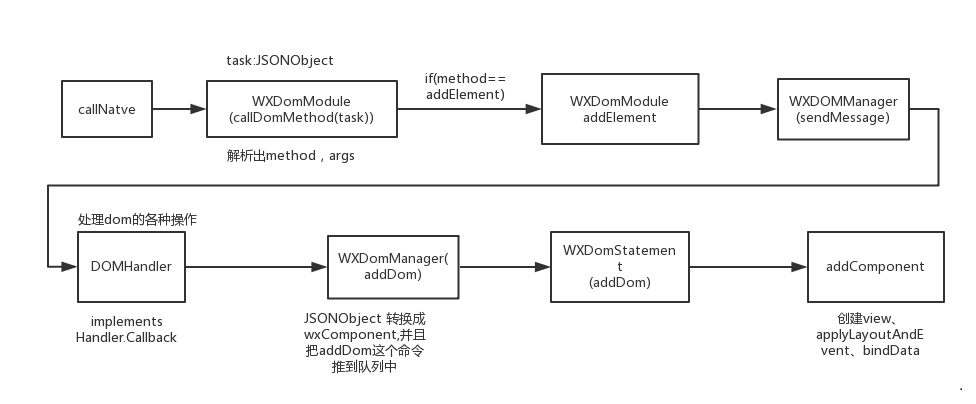 task:JSONObject
callNatve
WXDomModule
(callDomMethod(task))
解析出method，args
if(method==
addElement)
WXDomModule
addElement
WXDOMManager
(sendMessage)
处理dom的各种操作
DOMHandler
implements
Handler.Callback
WXDomManager(
addDom)
JSONObject 转换成
wxComponent,并且
把addDom这个命令
推到队列中
WXDomStatemen
t
(addDom)
addComponent
创建view、
applyLayoutAndE
vent、bindData
.